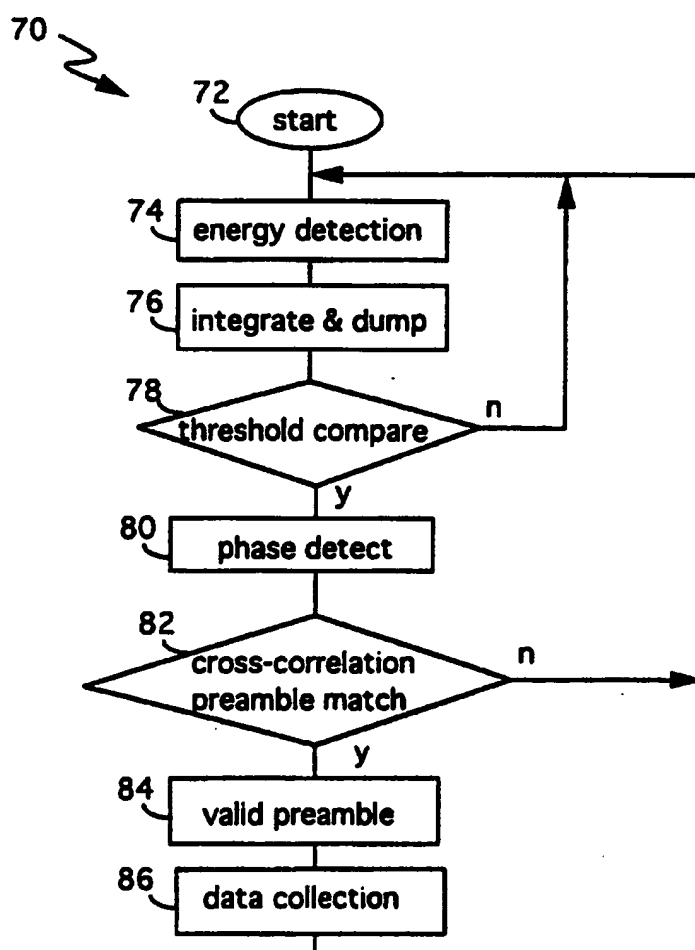 70
72
start
74
energy detection
76
integrate & dump
78
threshold compare
n
y
80
phase detect
82
cross-correlation
preamble match
n
y
84
valid preamble
86
data collection